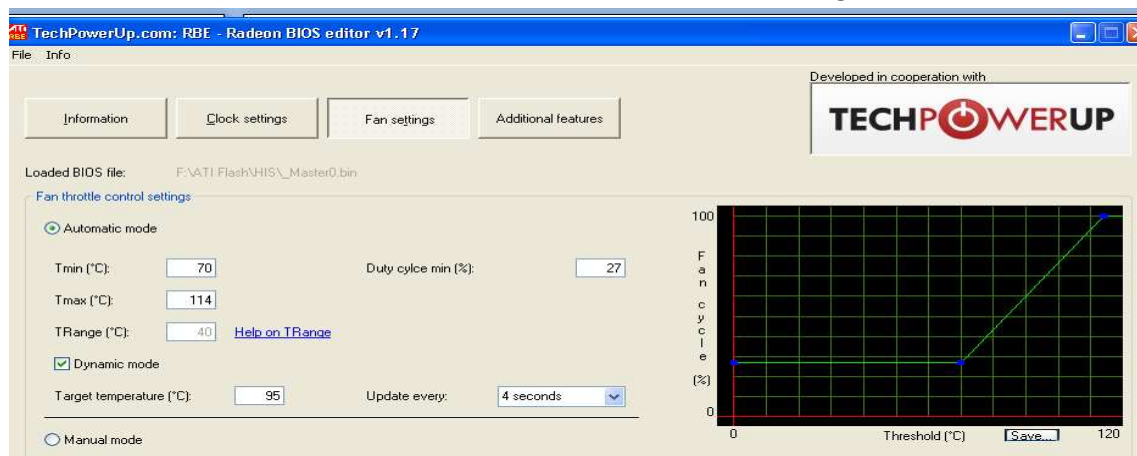 TechPowerUp.com: RBE - Radeon BIOS editor v1.17
File Info
Developed in cooperation with
Information Clock settings Fan settings Additional features
TECHPOWERUP
Loaded BIOS file: F:\ATI Flash\HIS\_Master0.bin
Fan throttle control settings
Automatic mode
Tmin (°C): 70 Duty cylce min (%): 27
Tmax (°C): 114
TRange (°C): 40 Help on TRange
Dynamic mode
Target temperature (°C): 95 Update every: 4 seconds
Manual mode
100
Fan cycle (%)
0
0 Threshold (°C) Save... 120